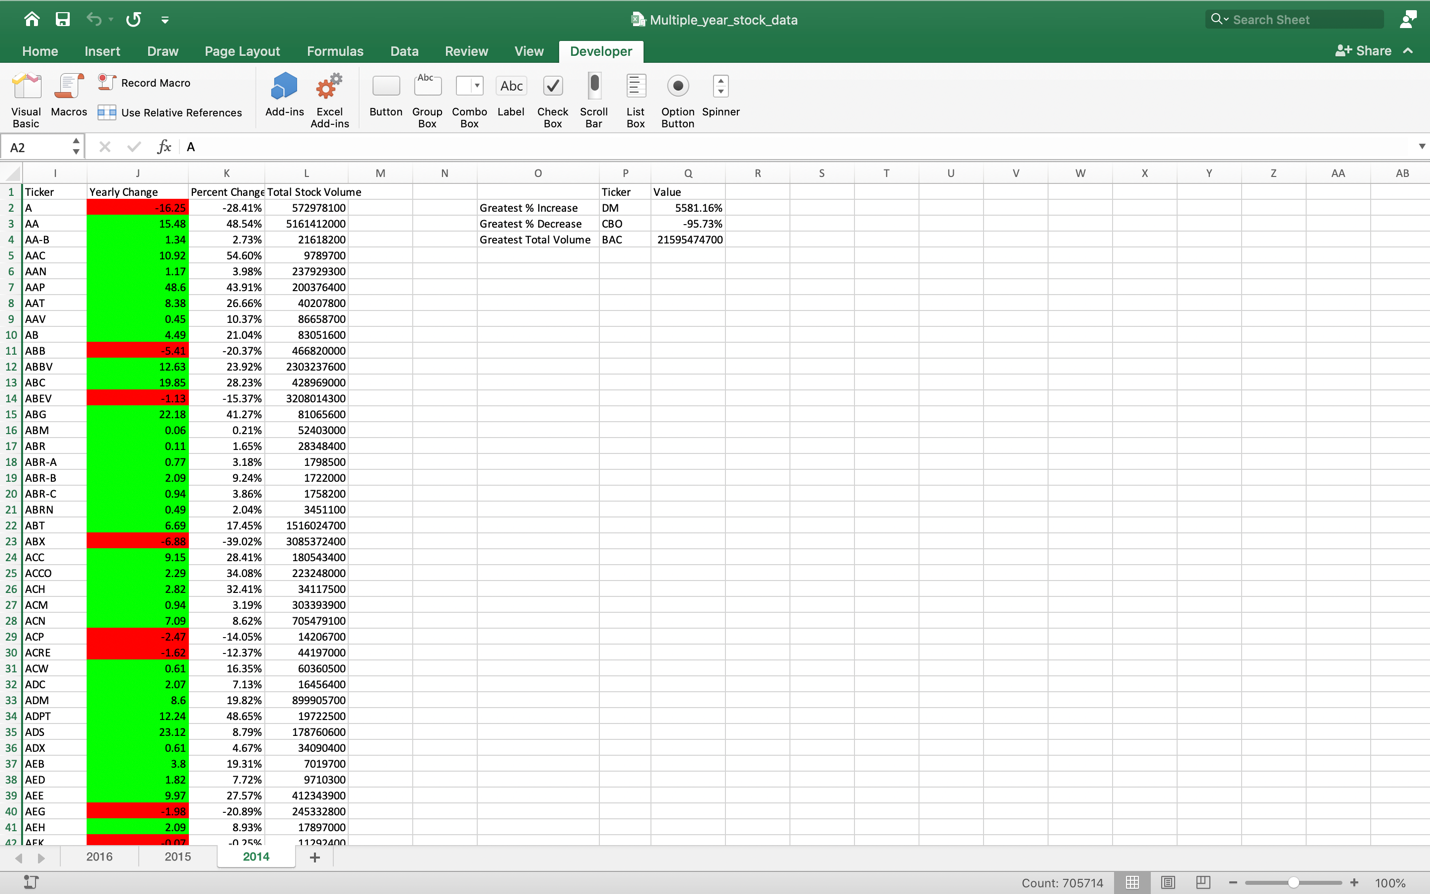 Multiple_year_stock_data
Search Sheet
Home Insert Draw Page Layout Formulas Data Review View Developer Share
Visual Basic
Macros
Record Macro
Use Relative References
Add-ins
Excel Add-ins
Button
Abc
Group Box
Combo Box
Abc
Label
Check Box
Scroll Bar
List Box
Option Button
Spinner
A2 fx A
I J K L M N O P Q R S T U V W X Y Z AA AB
1 Ticker Yearly Change Percent Change Total Stock Volume Ticker Value
2 A -16.25 -28.41% 572978100 Greatest % Increase DM 5581.16%
3 AA 15.48 48.54% 5161412000 Greatest % Decrease CBO -95.73%
4 AA-B 1.34 2.73% 21618200 Greatest Total Volume BAC 21595474700
5 AAC 10.92 54.60% 9789700
6 AAN 1.17 3.98% 237929300
7 AAP 48.6 43.91% 200376400
8 AAT 8.38 26.66% 40207800
9 AAV 0.45 10.37% 86658700
10 AB 4.49 21.04% 83051600
11 ABB -5.41 -20.37% 466820000
12 ABBV 12.63 23.92% 2303237600
13 ABC 19.85 28.23% 428969000
14 ABEV -1.13 -15.37% 3208014300
15 ABG 22.18 41.27% 81065600
16 ABM 0.06 0.21% 52403000
17 ABR 0.11 1.65% 28348400
18 ABR-A 0.77 3.18% 1798500
19 ABR-B 2.09 9.24% 1722000
20 ABR-C 0.94 3.86% 1758200
21 ABRN 0.49 2.04% 3451100
22 ABT 6.69 17.45% 1516024700
23 ABX -6.88 -39.02% 3085372400
24 ACC 9.15 28.41% 180543400
25 ACCO 2.29 34.08% 223248000
26 ACH 2.82 32.41% 34117500
27 ACM 0.94 3.19% 303393900
28 ACN 7.09 8.62% 705479100
29 ACP -2.47 -14.05% 14206700
30 ACRE -1.62 -12.37% 44197000
31 ACW 0.61 16.35% 60360500
32 ADC 2.07 7.13% 16456400
33 ADM 8.6 19.82% 899905700
34 ADPT 12.24 48.65% 19722500
35 ADS 23.12 8.79% 178760600
36 ADX 0.61 4.67% 34090400
37 AEB 3.8 19.31% 7019700
38 AED 1.82 7.72% 9710300
39 AEE 9.97 27.57% 412343900
40 AEG -1.98 -20.89% 245332800
41 AEH 2.09 8.93% 17897000
42 AEK -0.07 -0.25% 11292400
2016 2015 2014
Count: 705714 100%